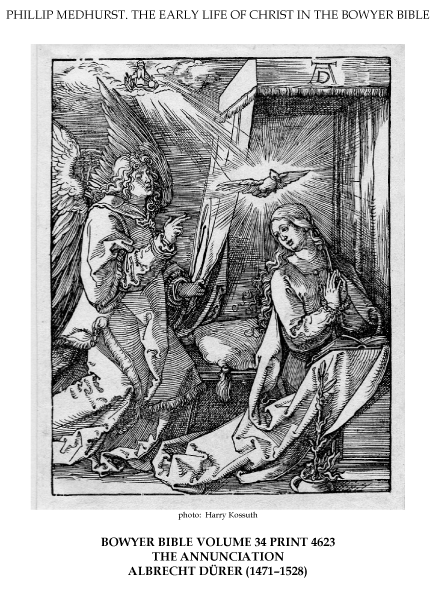 PHILLIP MEDHURST. THE EARLY LIFE OF CHRIST IN THE BOWYER BIBLE
AD
photo: Harry Kossuth
BOWYER BIBLE VOLUME 34 PRINT 4623
THE ANNUNCIATION
ALBRECHT DÜRER (1471–1528)